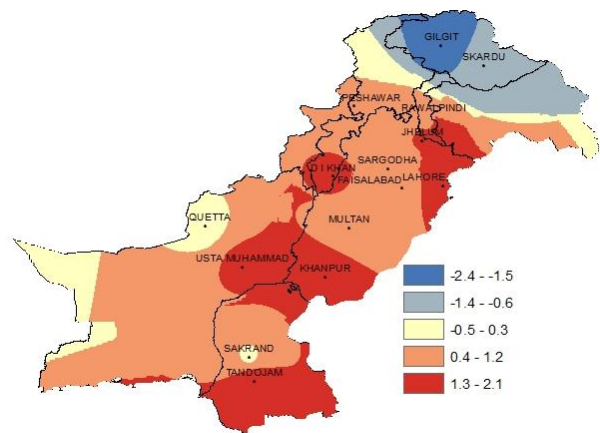 GILGIT
SKARDU
PESHAWAR
RAWALPINDI
JHELUM
SARGODHA
D I KHAN
FAISALABAD
LAHORE
QUETTA
MULTAN
USTA MUHAMMAD
KHANPUR
SAKRAND
TANDOJAM
-2.4 - -1.5
-1.4 - -0.6
-0.5 - 0.3
0.4 - 1.2
1.3 - 2.1